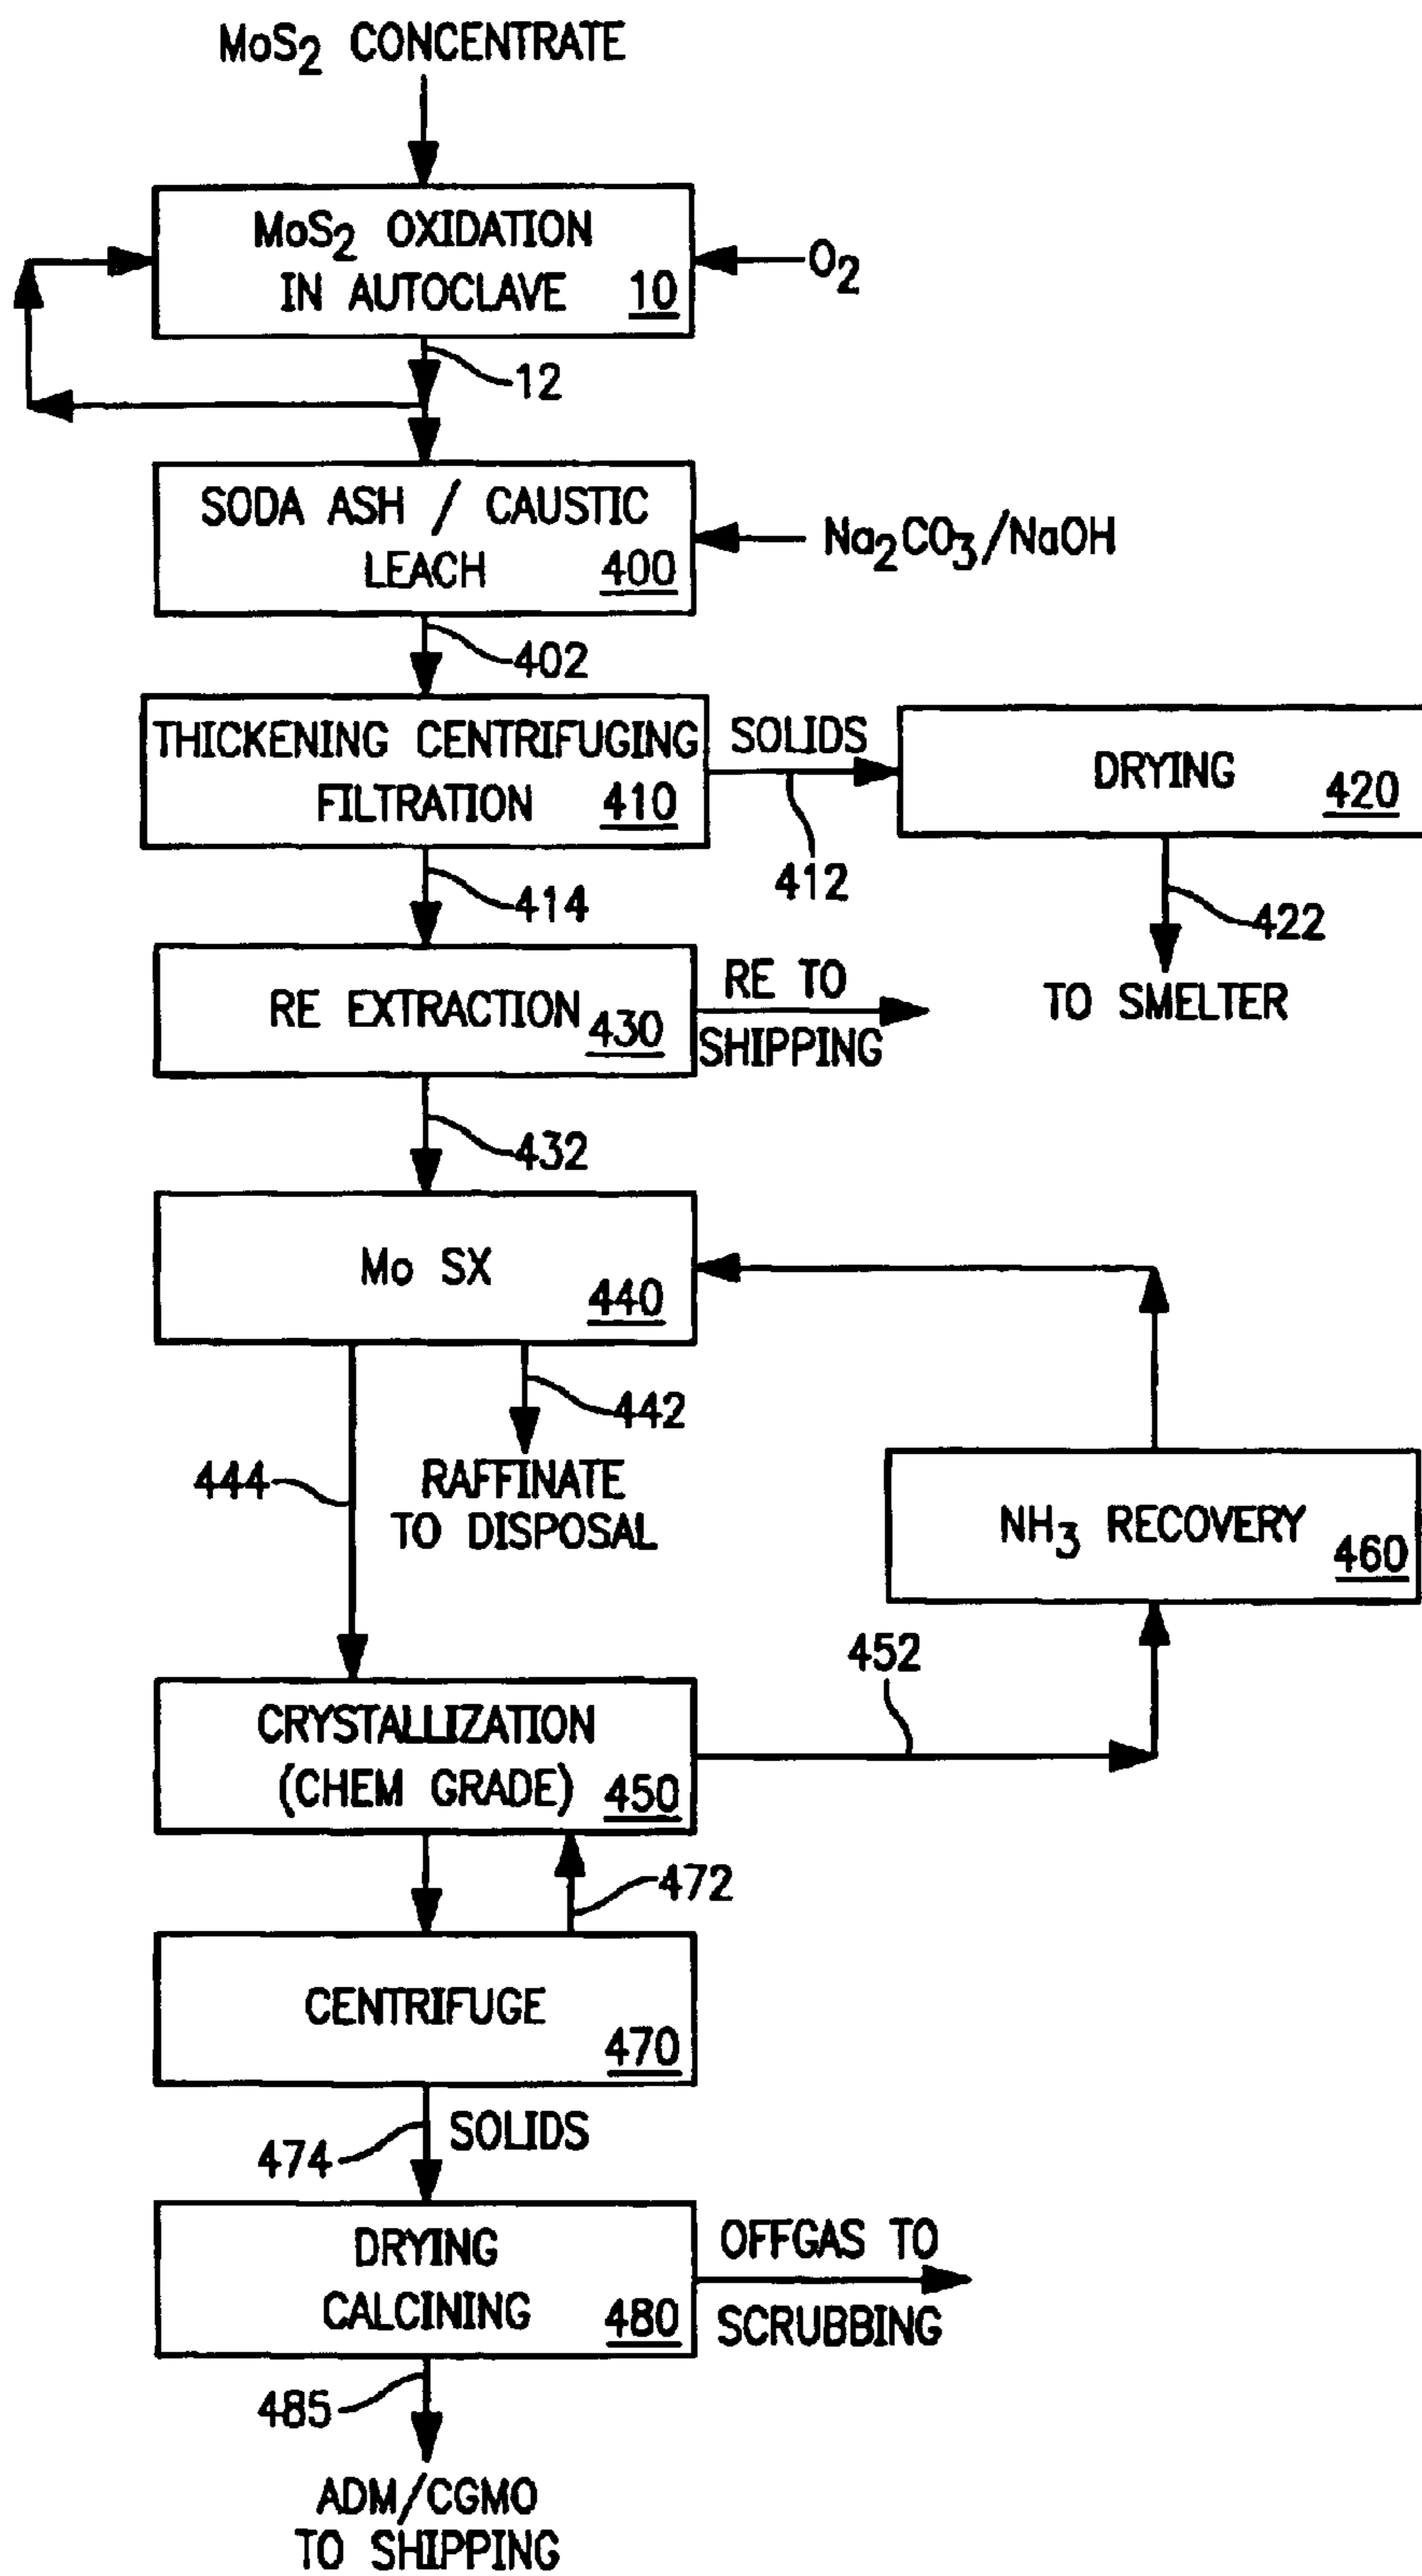 MoS2 CONCENTRATE
MoS2 OXIDATION
IN AUTOCLAVE 10
O2
12
SODA ASH / CAUSTIC
LEACH 400
Na2CO3/NaOH
402
THICKENING CENTRIFUGING
FILTRATION 410
SOLIDS
412
DRYING 420
422
TO SMELTER
414
RE EXTRACTION 430
RE TO
SHIPPING
432
Mo SX
440
442
RAFFINATE
TO DISPOSAL
444
NH3 RECOVERY 460
452
CRYSTALLIZATION
(CHEM GRADE) 450
472
CENTRIFUGE
470
474
SOLIDS
DRYING
CALCINING 480
OFFGAS TO
SCRUBBING
485
ADM/CGMO
TO SHIPPING